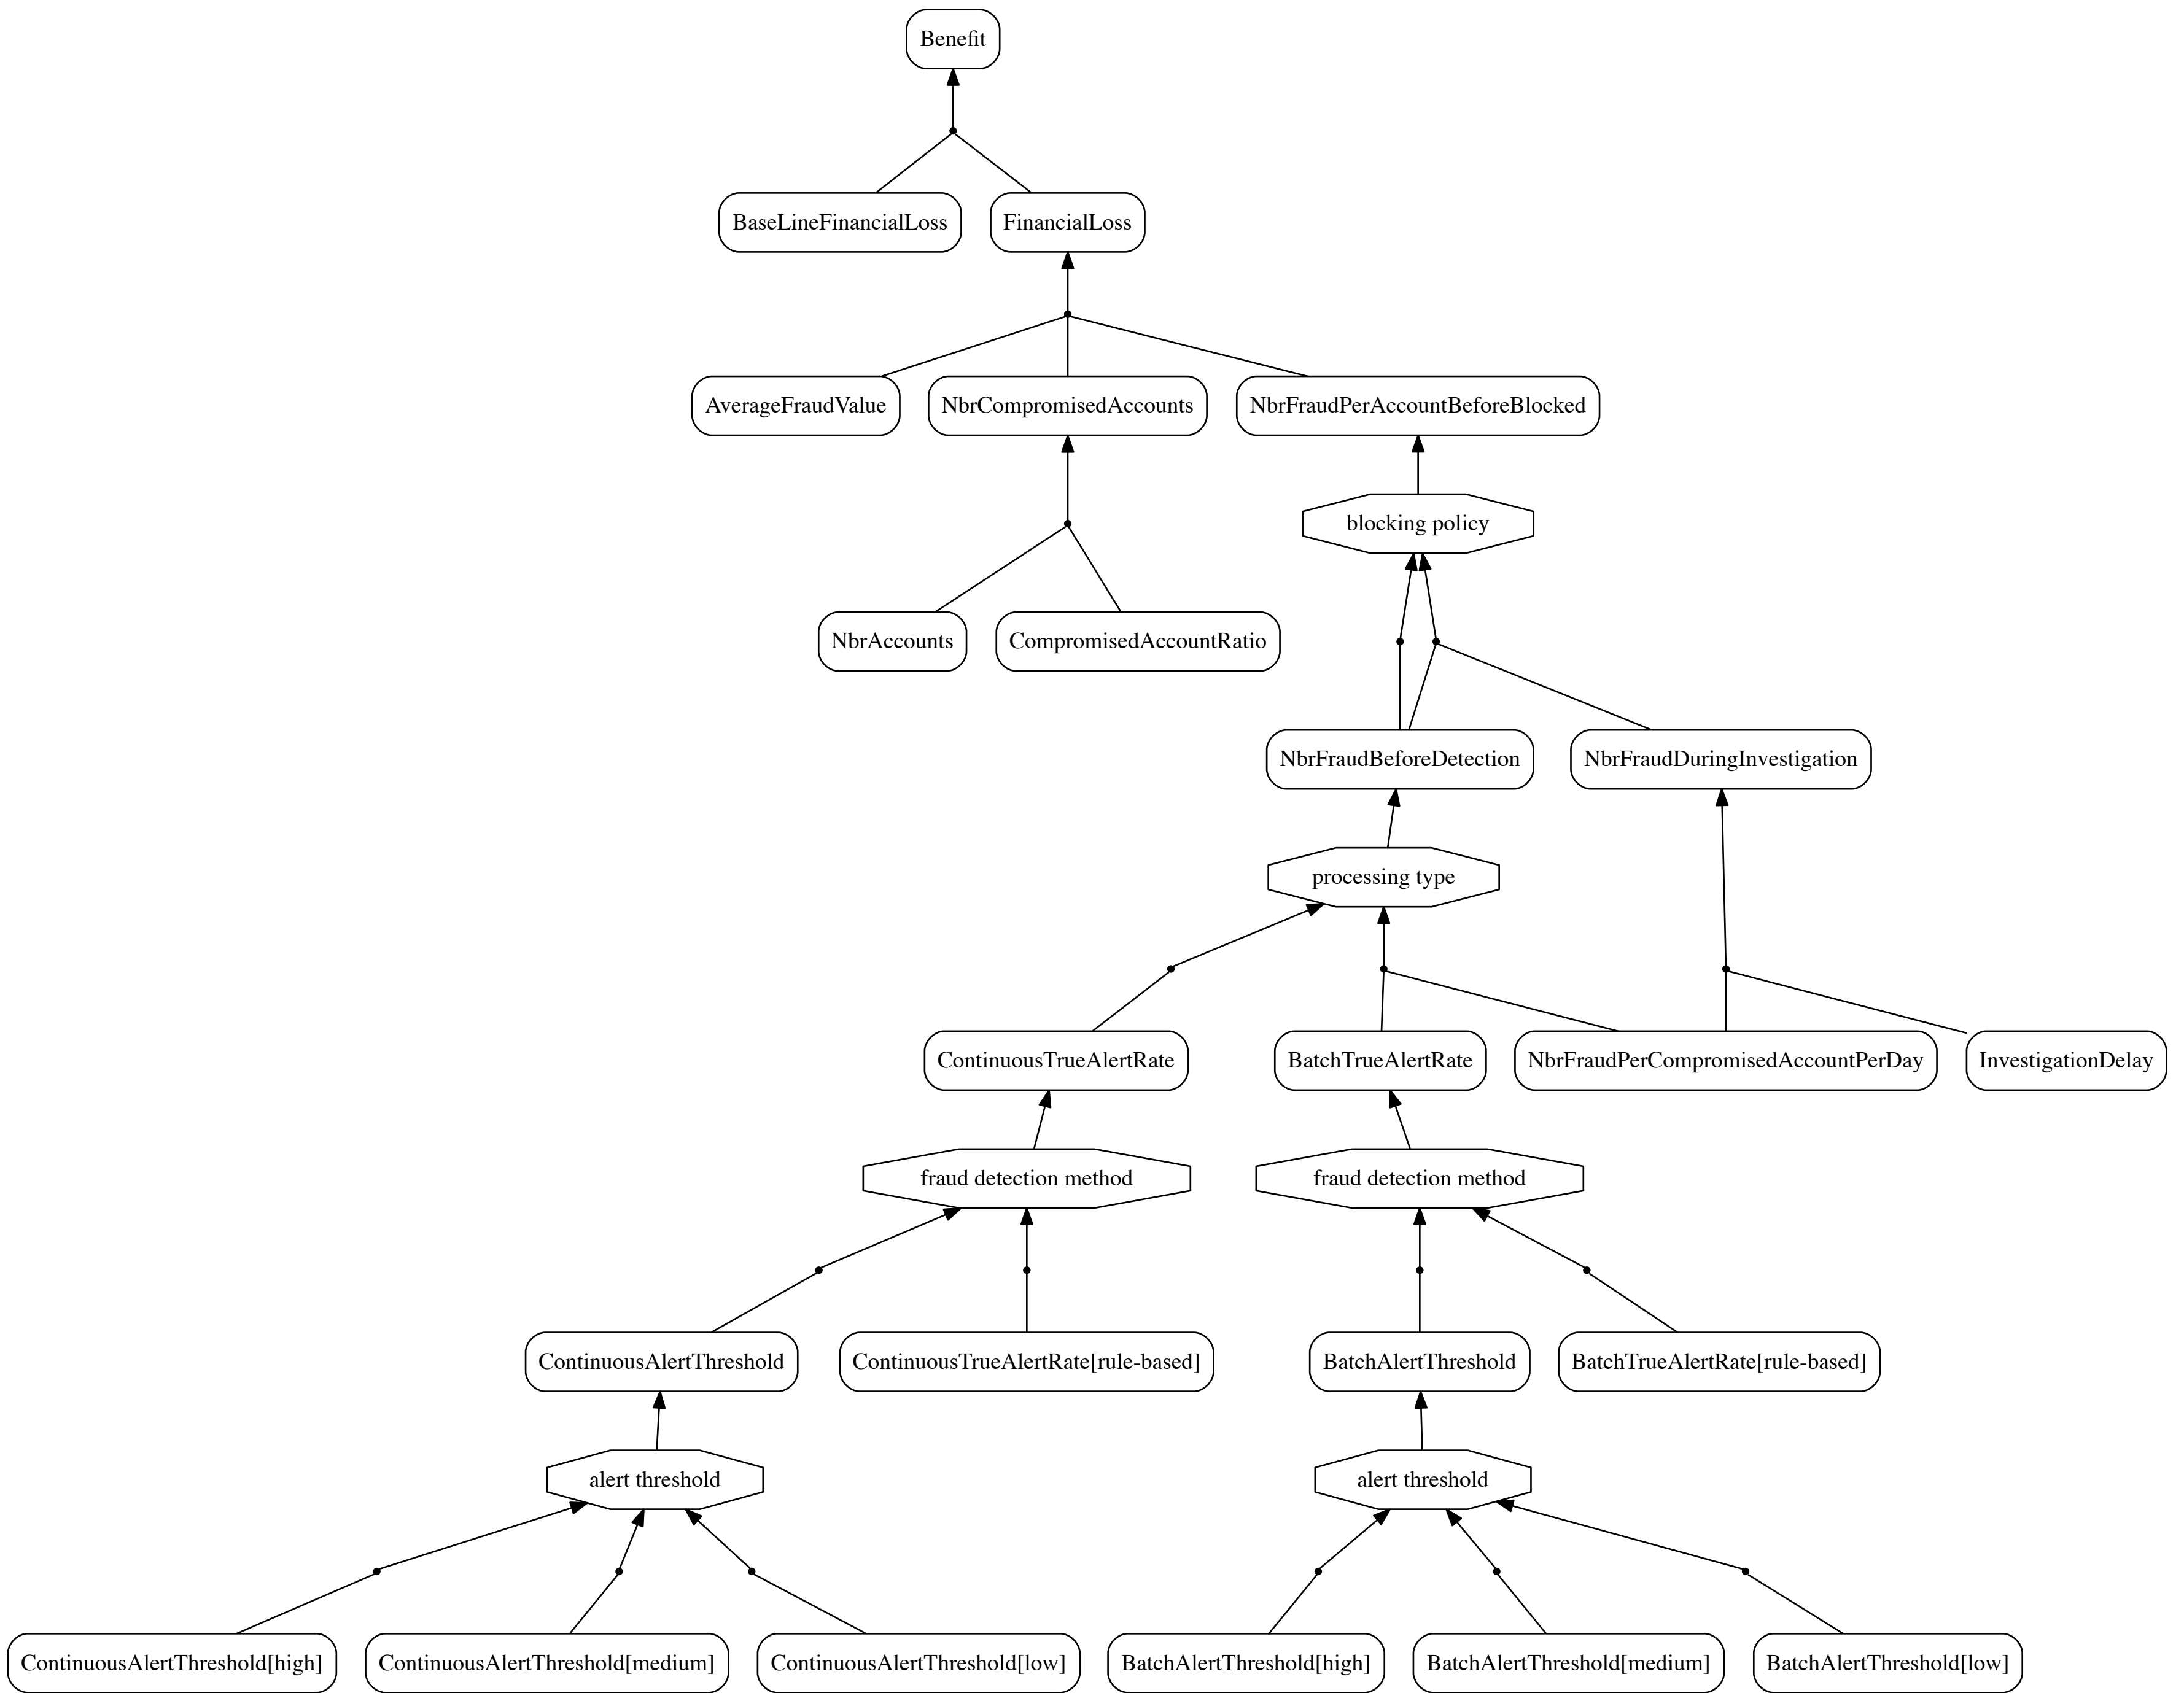 Benefit
BaseLineFinancialLoss
FinancialLoss
AverageFraudValue
NbrCompromisedAccounts
NbrFraudPerAccountBeforeBlocked
blocking policy
NbrAccounts
CompromisedAccountRatio
NbrFraudBeforeDetection
NbrFraudDuringInvestigation
processing type
ContinuousTrueAlertRate
BatchTrueAlertRate
NbrFraudPerCompromisedAccountPerDay
InvestigationDelay
fraud detection method
fraud detection method
ContinuousAlertThreshold
ContinuousTrueAlertRate[rule-based]
BatchAlertThreshold
BatchTrueAlertRate[rule-based]
alert threshold
alert threshold
ContinuousAlertThreshold[high]
ContinuousAlertThreshold[medium]
ContinuousAlertThreshold[low]
BatchAlertThreshold[high]
BatchAlertThreshold[medium]
BatchAlertThreshold[low]